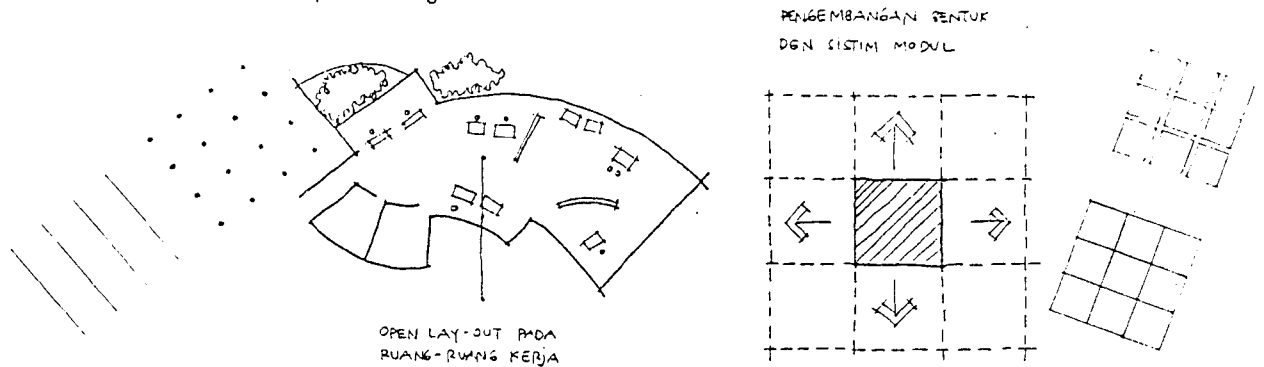 PENGEMBANGAN BENTUK
DGN SISTIM MODUL
OPEN LAY-OUT PADA
RUANG-RUANG KERJA